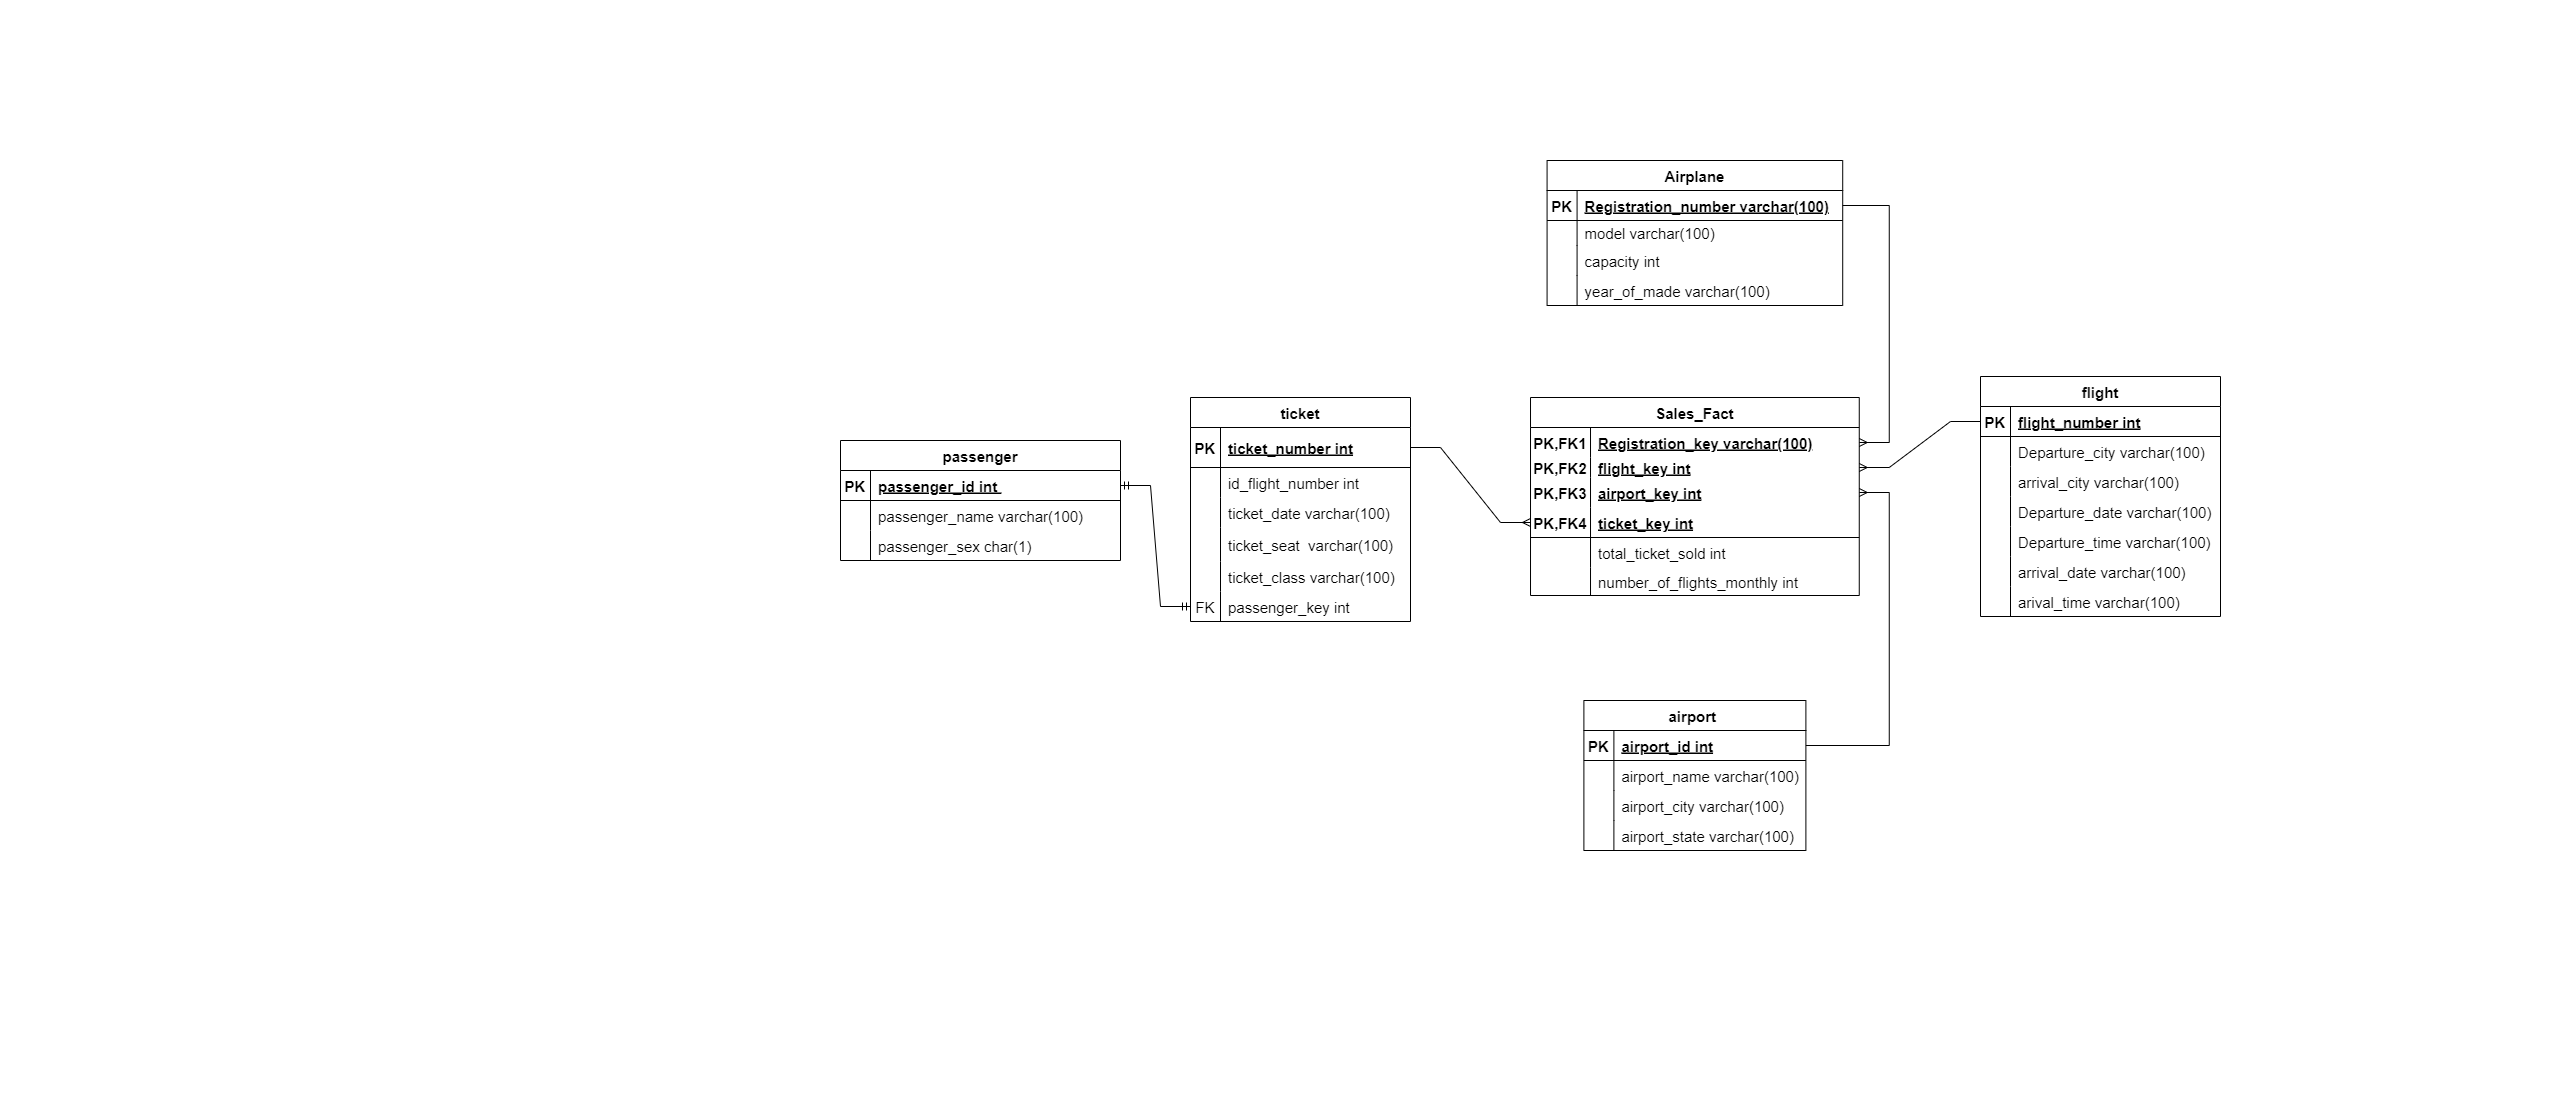 Airplane
PK Registration_number varchar(100)
model varchar(100)
capacity int
year_of_made varchar(100)
passenger
PK passenger_id int
passenger_name varchar(100)
passenger_sex char(1)
ticket
PK ticket_number int
id_flight_number int
ticket_date varchar(100)
ticket_seat varchar(100)
ticket_class varchar(100)
FK passenger_key int
Sales_Fact
PK,FK1 Registration_key varchar(100)
PK,FK2 flight_key int
PK,FK3 airport_key int
PK,FK4 ticket_key int
total_ticket_sold int
number_of_flights_monthly int
flight
PK flight_number int
Departure_city varchar(100)
arrival_city varchar(100)
Departure_date varchar(100)
Departure_time varchar(100)
arrival_date varchar(100)
arival_time varchar(100)
airport
PK airport_id int
airport_name varchar(100)
airport_city varchar(100)
airport_state varchar(100)